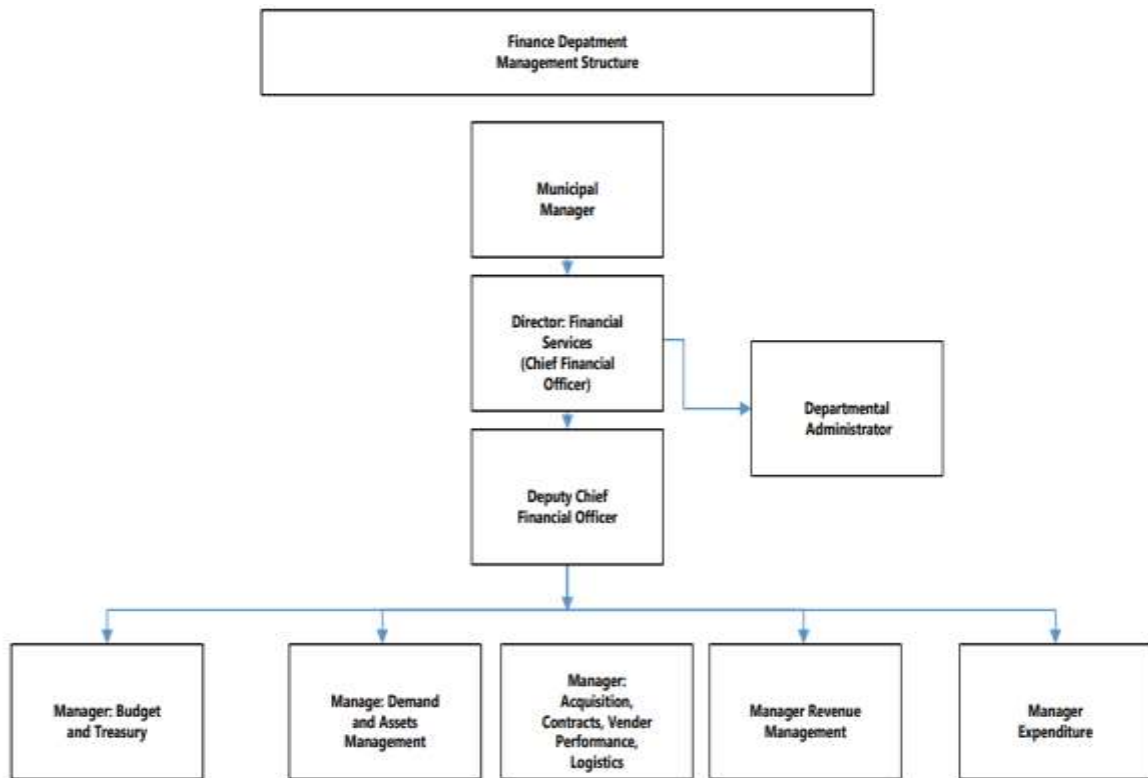 Finance Depatment
Management Structure
Municipal
Manager
Director: Financial
Services
(Chief Financial
Officer)
Departmental
Administrator
Deputy Chief
Financial Officer
Manager: Budget
and Treasury
Manage: Demand
and Assets
Management
Manager:
Acquisition,
Contracts, Vender
Performance,
Logistics
Manager Revenue
Management
Manager
Expenditure